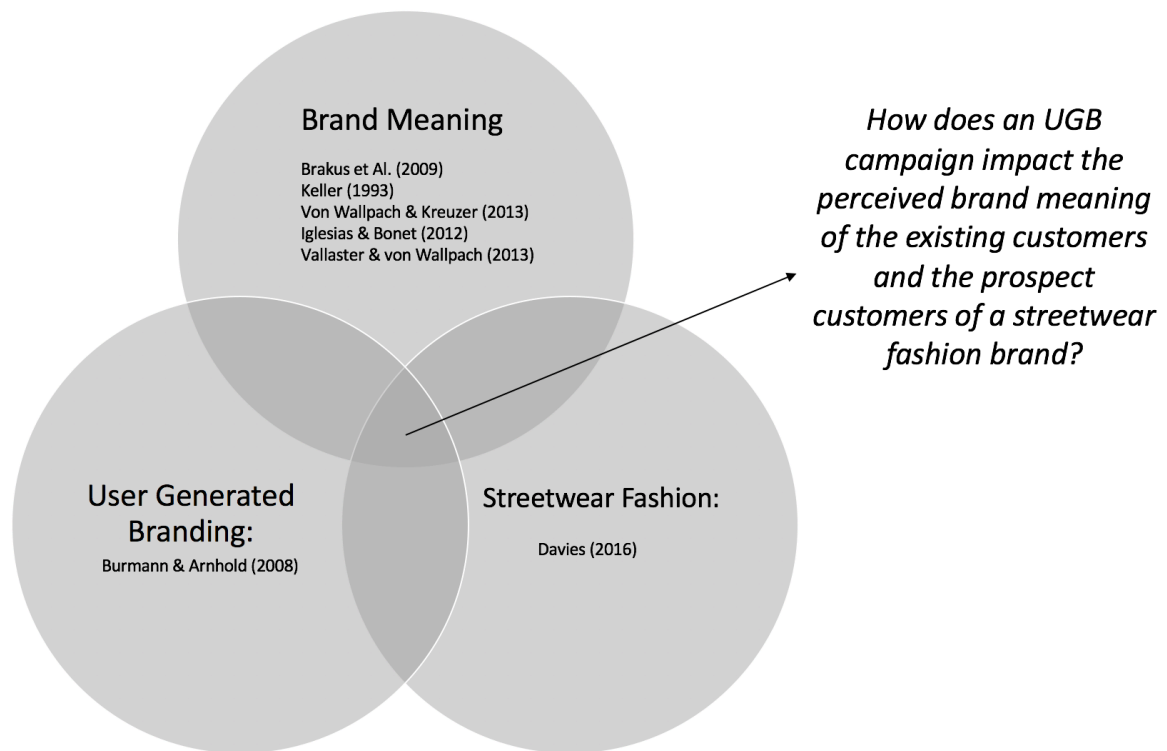 Brand Meaning
Brakus et Al. (2009)
Keller (1993)
Von Wallpach & Kreuzer (2013)
Iglesias & Bonet (2012)
Vallaster & von Wallpach (2013)
How does an UGB
campaign impact the
perceived brand meaning
of the existing customers
and the prospect
customers of a streetwear
fashion brand?
User Generated
Branding:
Burmann & Arnhold (2008)
Streetwear Fashion:
Davies (2016)